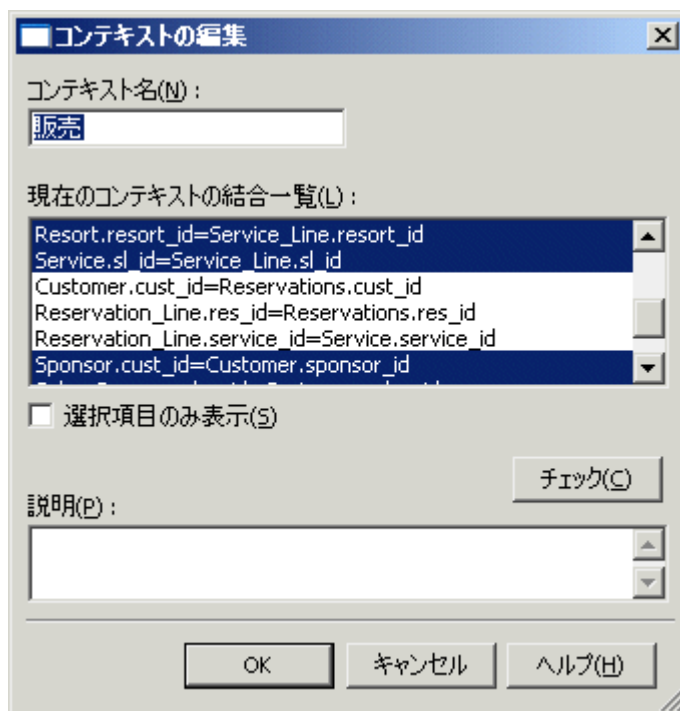 コンテキストの編集
コンテキスト名(N)：
販売
現在のコンテキストの結合一覧(L)：
Resort.resort_id=Service_Line.resort_id
Service.sl_id=Service_Line.sl_id
Customer.cust_id=Reservations.cust_id
Reservation_Line.res_id=Reservations.res_id
Reservation_Line.service_id=Service.service_id
Sponsor.cust_id=Customer.sponsor_id
選択項目のみ表示(S)
チェック(C)
説明(P)：
OK
キャンセル
ヘルプ(H)